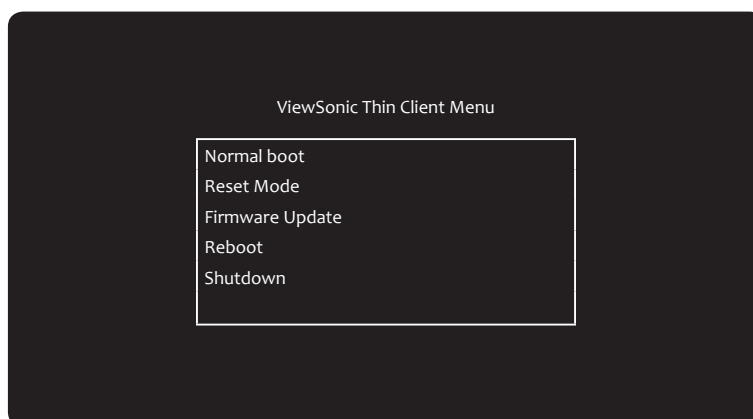 ViewSonic Thin Client Menu
Normal boot
Reset Mode
Firmware Update
Reboot
Shutdown